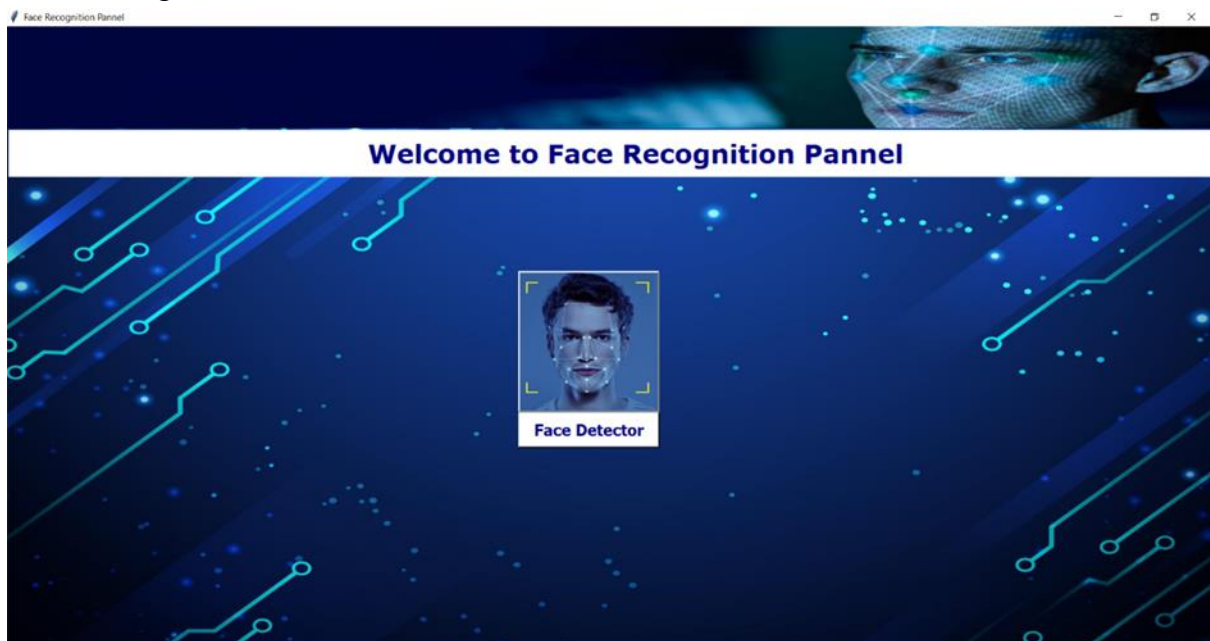 Face Recognition Pannel
Welcome to Face Recognition Pannel
Face Detector